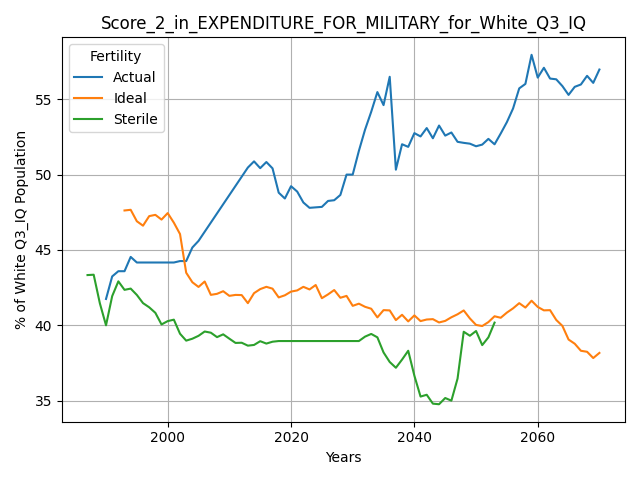 Score_2_in_EXPENDITURE_FOR_MILITARY_for_White_Q3_IQ
Fertility
Actual
Ideal
Sterile
% of White Q3_IQ Population
55
50
45
40
35
2000
2020
2040
2060
Years